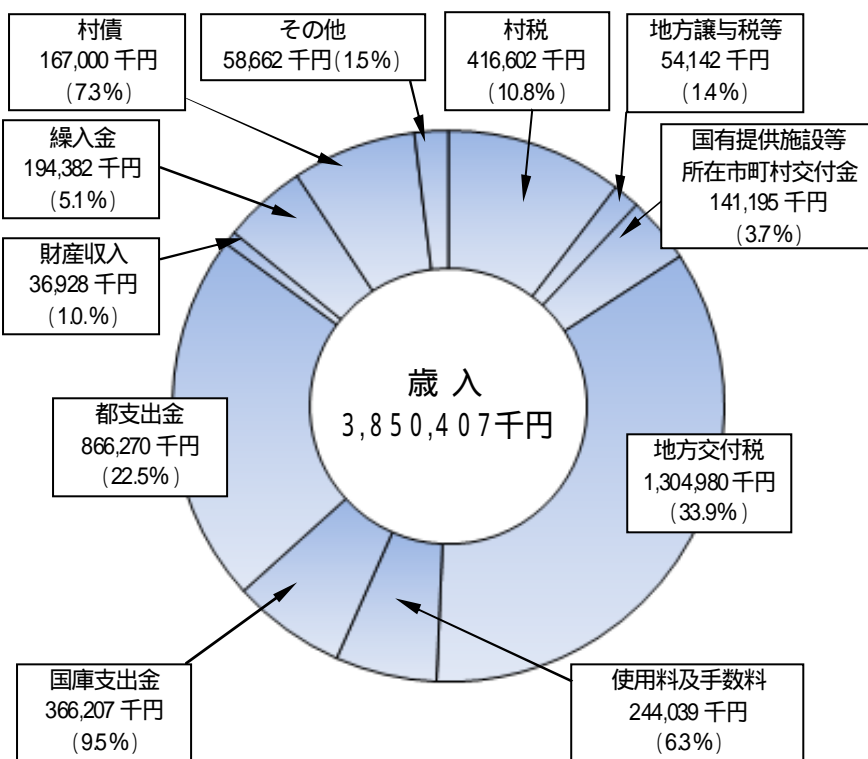 村債
167,000 千円
(7.3%)
その他
58,662 千円(1.5%)
村税
416,602 千円
(10.8%)
地方譲与税等
54,142 千円
(1.4%)
国有提供施設等
所在市町村交付金
141,195 千円
(3.7%)
繰入金
194,382 千円
(5.1%)
財産収入
36,928 千円
(1.0.%)
歳 入
3,850,407千円
都支出金
866,270 千円
(22.5%)
地方交付税
1,304,980 千円
(33.9%)
国庫支出金
366,207 千円
(9.5%)
使用料及手数料
244,039 千円
(6.3%)